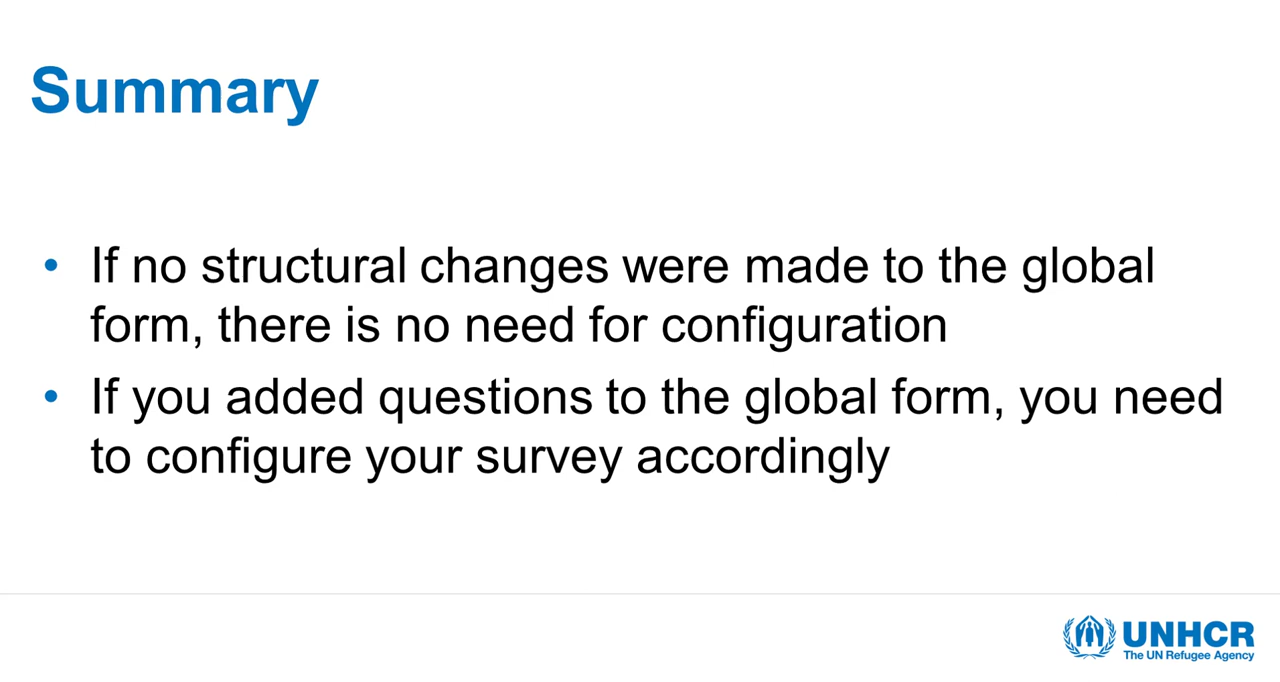 Summary
• If no structural changes were made to the global
form, there is no need for configuration
• If you added questions to the global form, you need
to configure your survey accordingly
UNHCR
The UN Refugee Agency